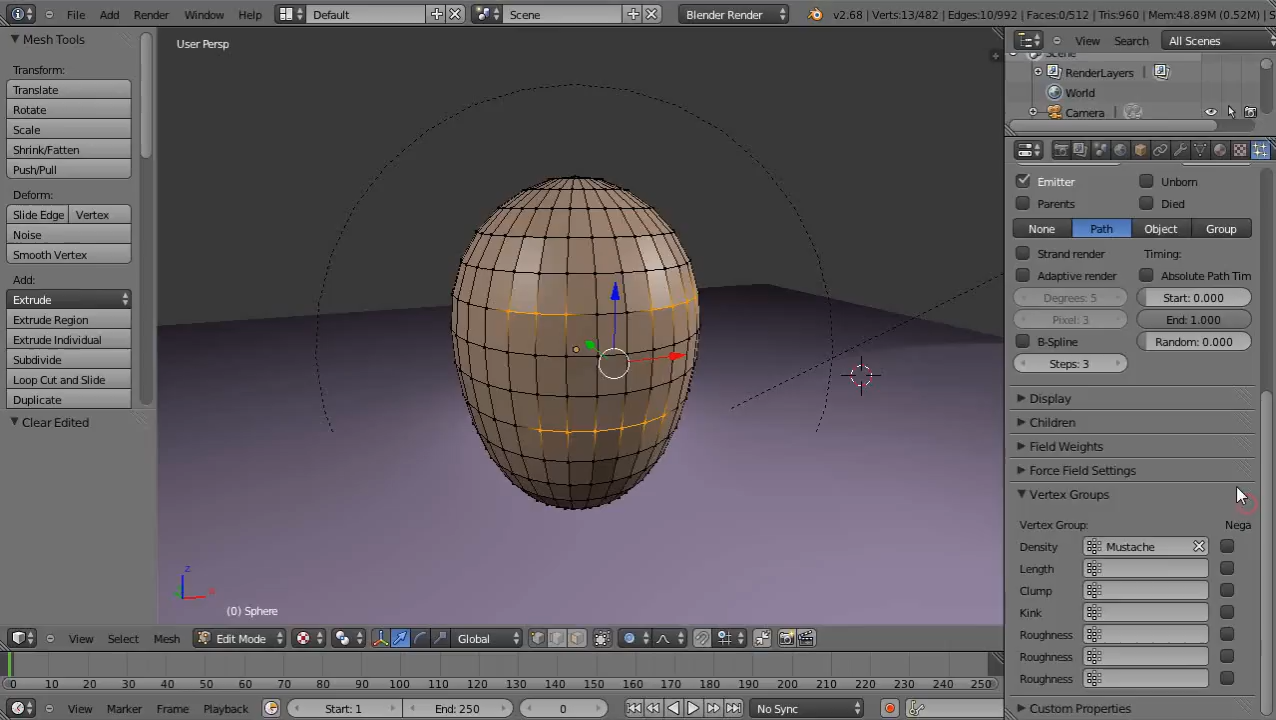 File Add Render Window Help Default Scene Blender Render v2.68 | Verts:13/482 | Edges:10/992 | Faces:0/512 | Tris:960 | Mem:48.89M (0.52M) | S
Mesh Tools
Transform:
Translate
Rotate
Scale
Shrink/Fatten
Push/Pull
Deform:
Slide Edge Vertex
Noise
Smooth Vertex
Add:
Extrude
Extrude Region
Extrude Individual
Subdivide
Loop Cut and Slide
Duplicate
Clear Edited
User Persp
z
(0) Sphere
View Search All Scenes
Scene
RenderLayers
World
Camera
Emitter Unborn
Parents Died
None Path Object Group
Strand render Timing:
Adaptive render Absolute Path Tim
Degrees: 5 Start: 0.000
Pixel: 3 End: 1.000
B-Spline Random: 0.000
Steps: 3
Display
Children
Field Weights
Force Field Settings
Vertex Groups
Vertex Group: Nega
Density Mustache
Length
Clump
Kink
Roughness
Roughness
Roughness
Custom Properties
View Select Mesh Edit Mode Global
0 10 20 30 40 50 60 70 80 90 100 110 120 130 140 150 160 170 180 190 200 210 220 230 240 250
View Marker Frame Playback Start: 1 End: 250 0 No Sync